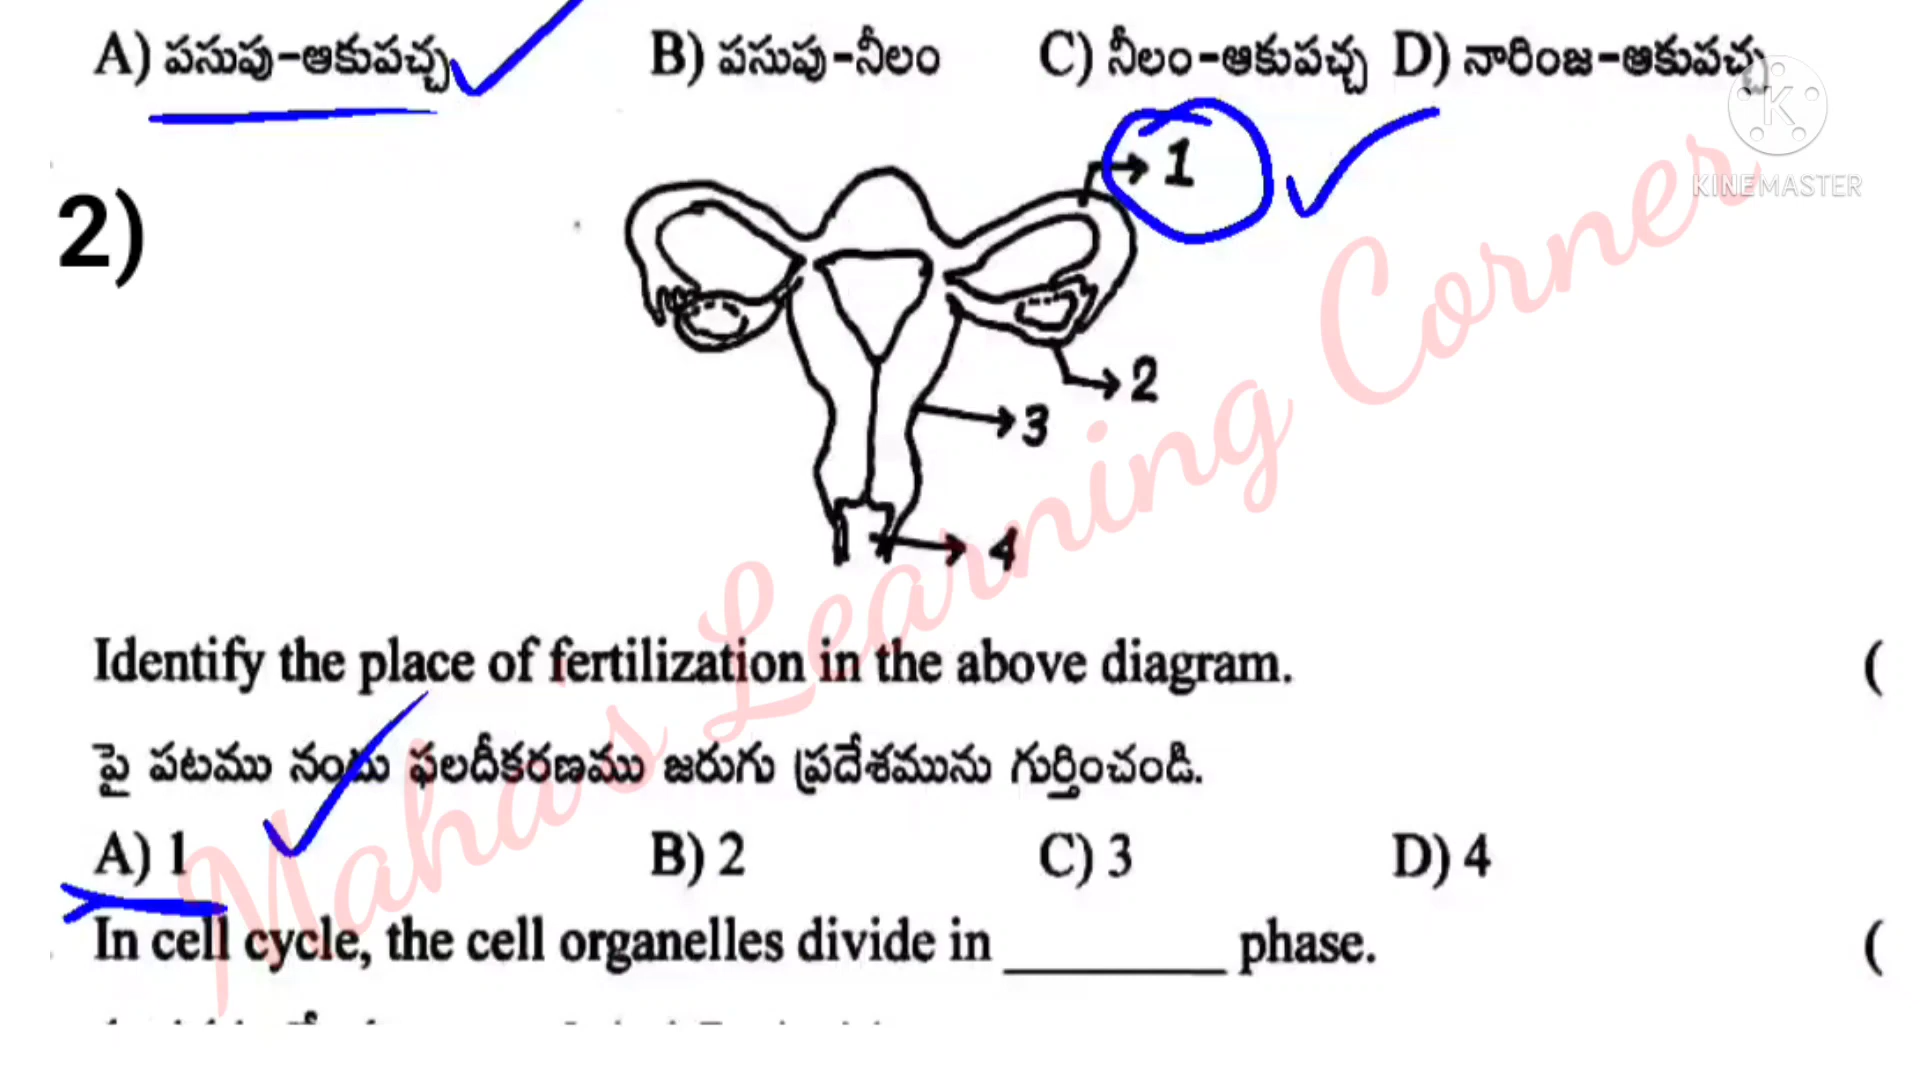 A) పసుపు-ఆకుపచ్చ B) పసుపు-నీలం C) నీలం-ఆకుపచ్చ D) నారింజ-ఆకుపచ్చ
K
KINEMASTER
2)
1
2
3
4
Mahas Learning Corner
Identify the place of fertilization in the above diagram. (
పై పటము నందు ఫలదీకరణము జరుగు ప్రదేశమును గుర్తించండి.
A) 1 B) 2 C) 3 D) 4
In cell cycle, the cell organelles divide in ________ phase. (